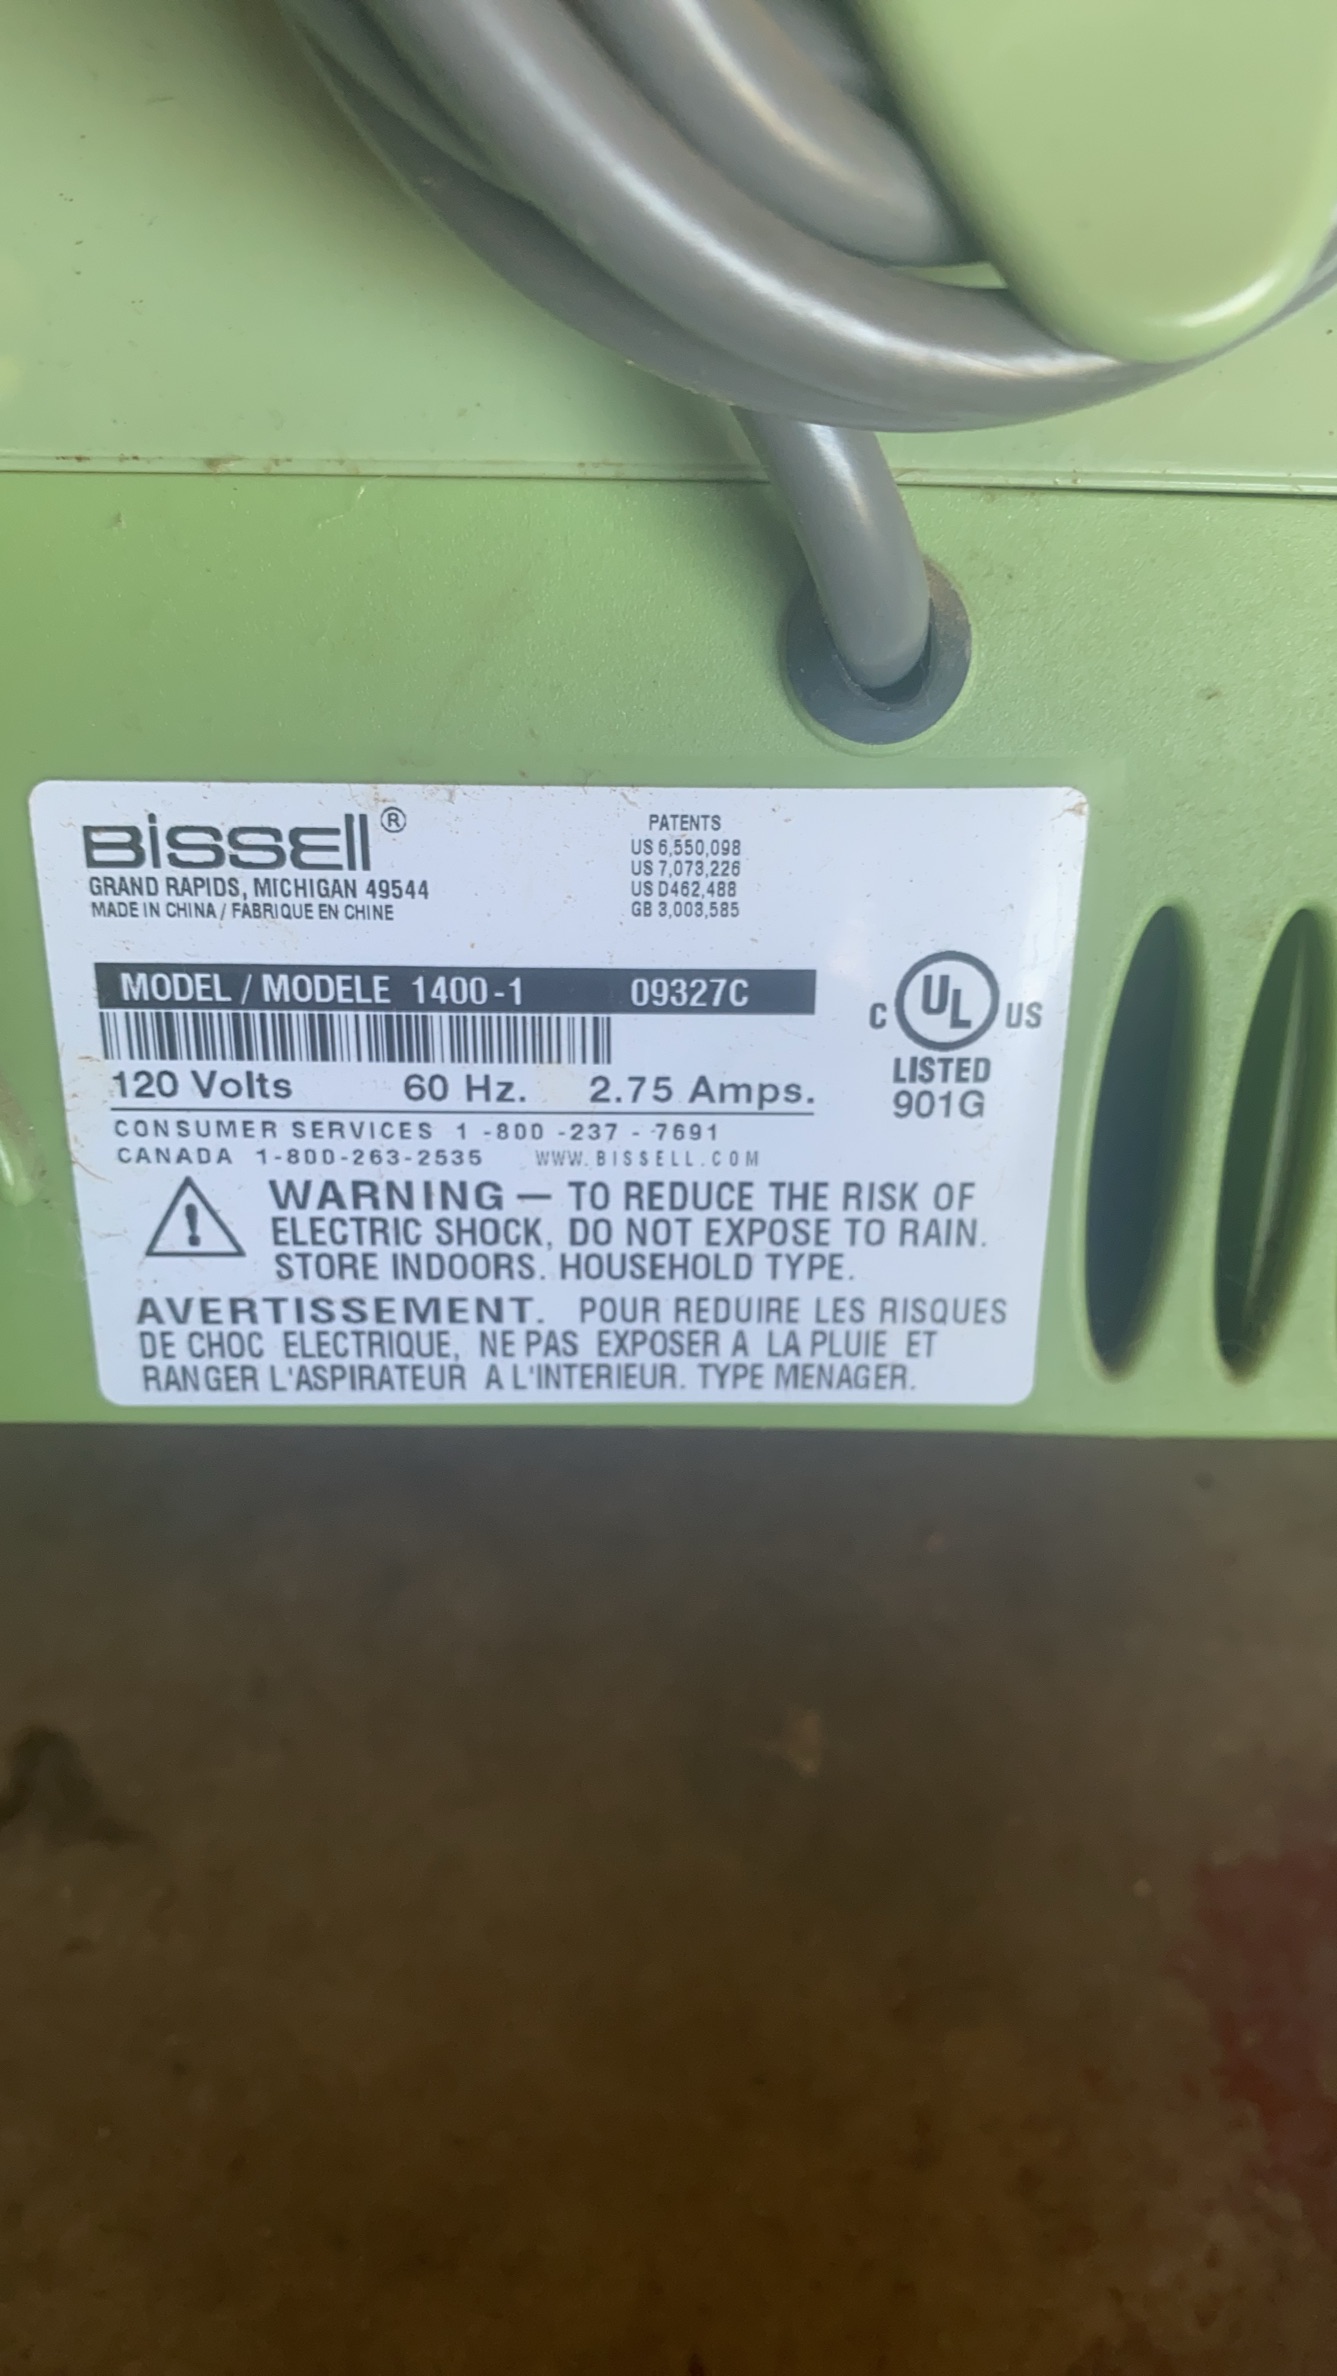 BISSELL®
GRAND RAPIDS, MICHIGAN 49544
MADE IN CHINA / FABRIQUE EN CHINE
PATENTS
US 6,550,098
US 7,073,226
US D462,488
GB 3,003,585
MODEL / MODELE 1400-1 09327C
120 Volts 60 Hz. 2.75 Amps.
C UL US
LISTED
901G
CONSUMER SERVICES 1-800-237-7691
CANADA 1-800-263-2535 WWW.BISSELL.COM
WARNING — TO REDUCE THE RISK OF
ELECTRIC SHOCK, DO NOT EXPOSE TO RAIN.
STORE INDOORS. HOUSEHOLD TYPE.
AVERTISSEMENT. POUR REDUIRE LES RISQUES
DE CHOC ELECTRIQUE, NE PAS EXPOSER A LA PLUIE ET
RANGER L'ASPIRATEUR A L'INTERIEUR. TYPE MENAGER.